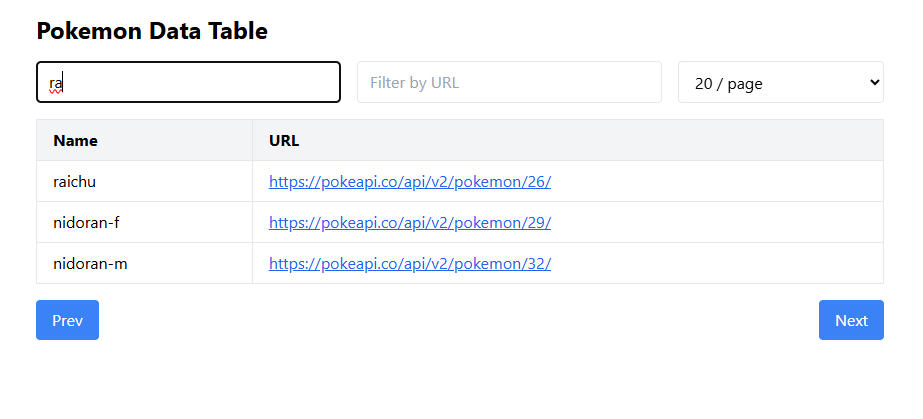 Pokemon Data Table
ra Filter by URL 20 / page
Name URL
raichu https://pokeapi.co/api/v2/pokemon/26/
nidoran-f https://pokeapi.co/api/v2/pokemon/29/
nidoran-m https://pokeapi.co/api/v2/pokemon/32/
Prev Next